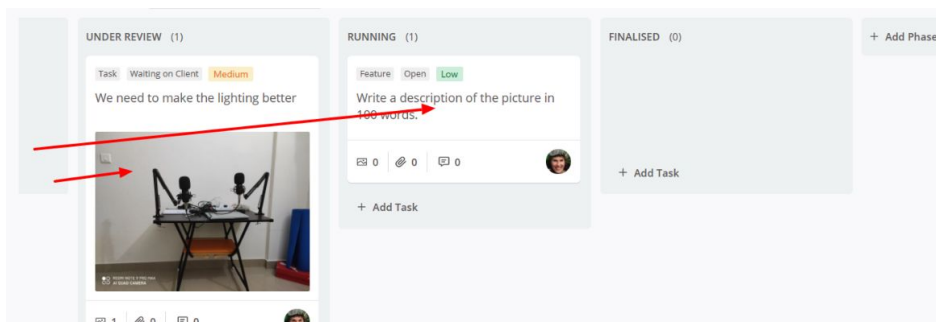 UNDER REVIEW (1)
Task Waiting on Client Medium
We need to make the lighting better
1 0 0
RUNNING (1)
Feature Open Low
Write a description of the picture in
100 words.
0 0 0
+ Add Task
FINALISED (0)
+ Add Task
+ Add Phase